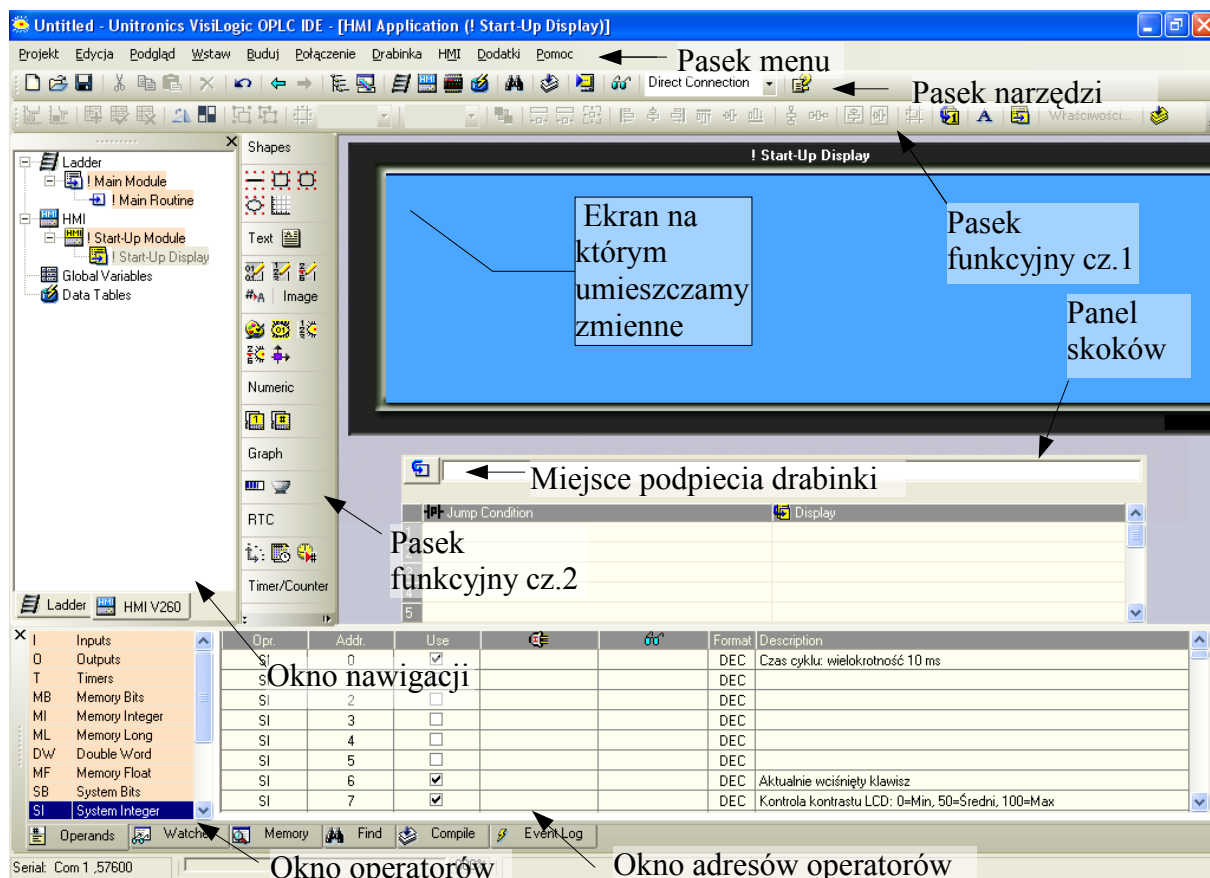 Untitled - Unitronics VisiLogic OPLC IDE - [HMI Application (! Start-Up Display)]
Projekt Edycja Podgląd Wstaw Buduj Połączenie Drabinka HMI Dodatki Pomoc
Pasek menu
Direct Connection
Pasek narzędzi
Właściwości...
Ladder
! Main Module
! Main Routine
HMI
! Start-Up Module
! Start-Up Display
Global Variables
Data Tables
Ladder
HMI V260
Shapes
Text
Image
Numeric
Graph
RTC
Timer/Counter
! Start-Up Display
Ekran na
którym
umieszczamy
zmienne
Pasek
funkcyjny cz.1
Panel
skoków
Miejsce podpiecia drabinki
Jump Condition Display
5
Pasek
funkcyjny cz.2
Okno nawigacji
I Inputs
O Outputs
T Timers
MB Memory Bits
MI Memory Integer
ML Memory Long
DW Double Word
MF Memory Float
SB System Bits
SI System Integer
Opr. Addr. Use Format Description
SI 0 DEC Czas cyklu: wielokrotność 10 ms
DEC
SI 2 DEC
SI 3 DEC
SI 4 DEC
SI 5 DEC
SI 6 DEC Aktualnie wciśnięty klawisz
SI 7 DEC Kontrola kontrastu LCD: 0=Min, 50=Średni, 100=Max
Operands Watches Memory Find Compile Event Log
Serial: Com 1 ,57600
Okno operatorów
Okno adresów operatorów